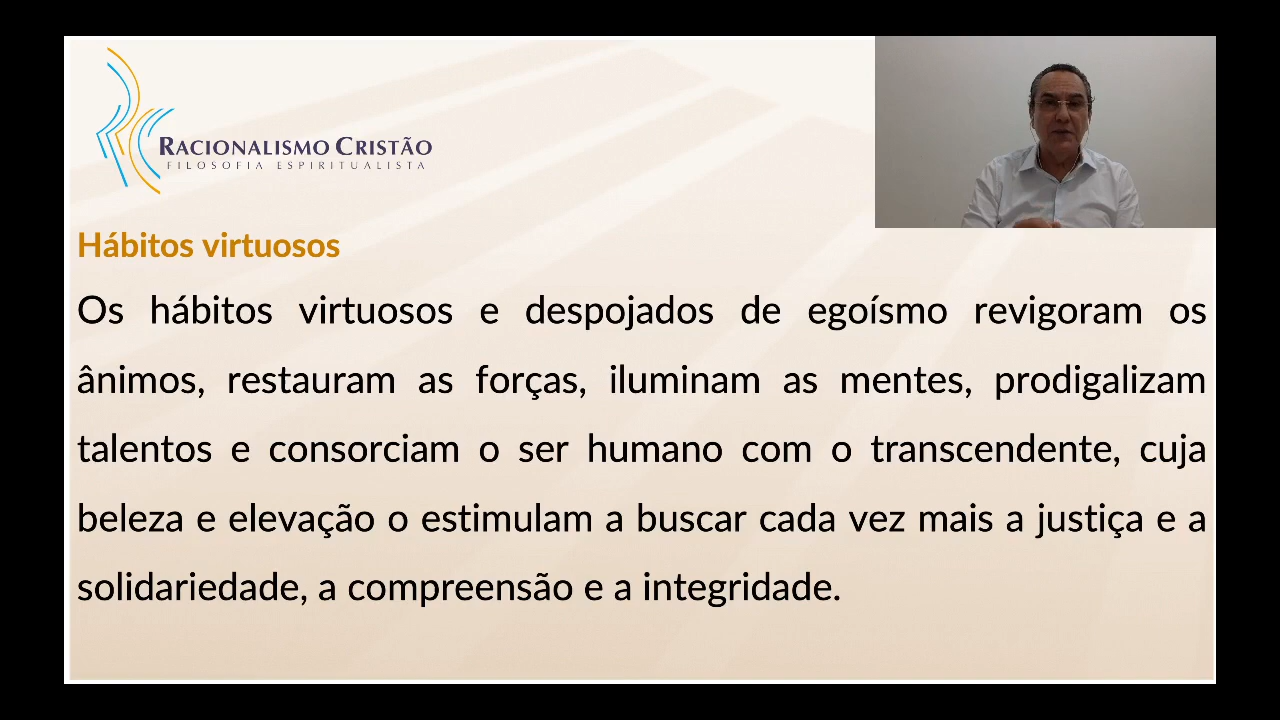 RACIONALISMO CRISTÃO
FILOSOFIA ESPIRITUALISTA
Hábitos virtuosos
Os hábitos virtuosos e despojados de egoísmo revigoram os
ânimos, restauram as forças, iluminam as mentes, prodigalizam
talentos e consorciam o ser humano com o transcendente, cuja
beleza e elevação o estimulam a buscar cada vez mais a justiça e a
solidariedade, a compreensão e a integridade.